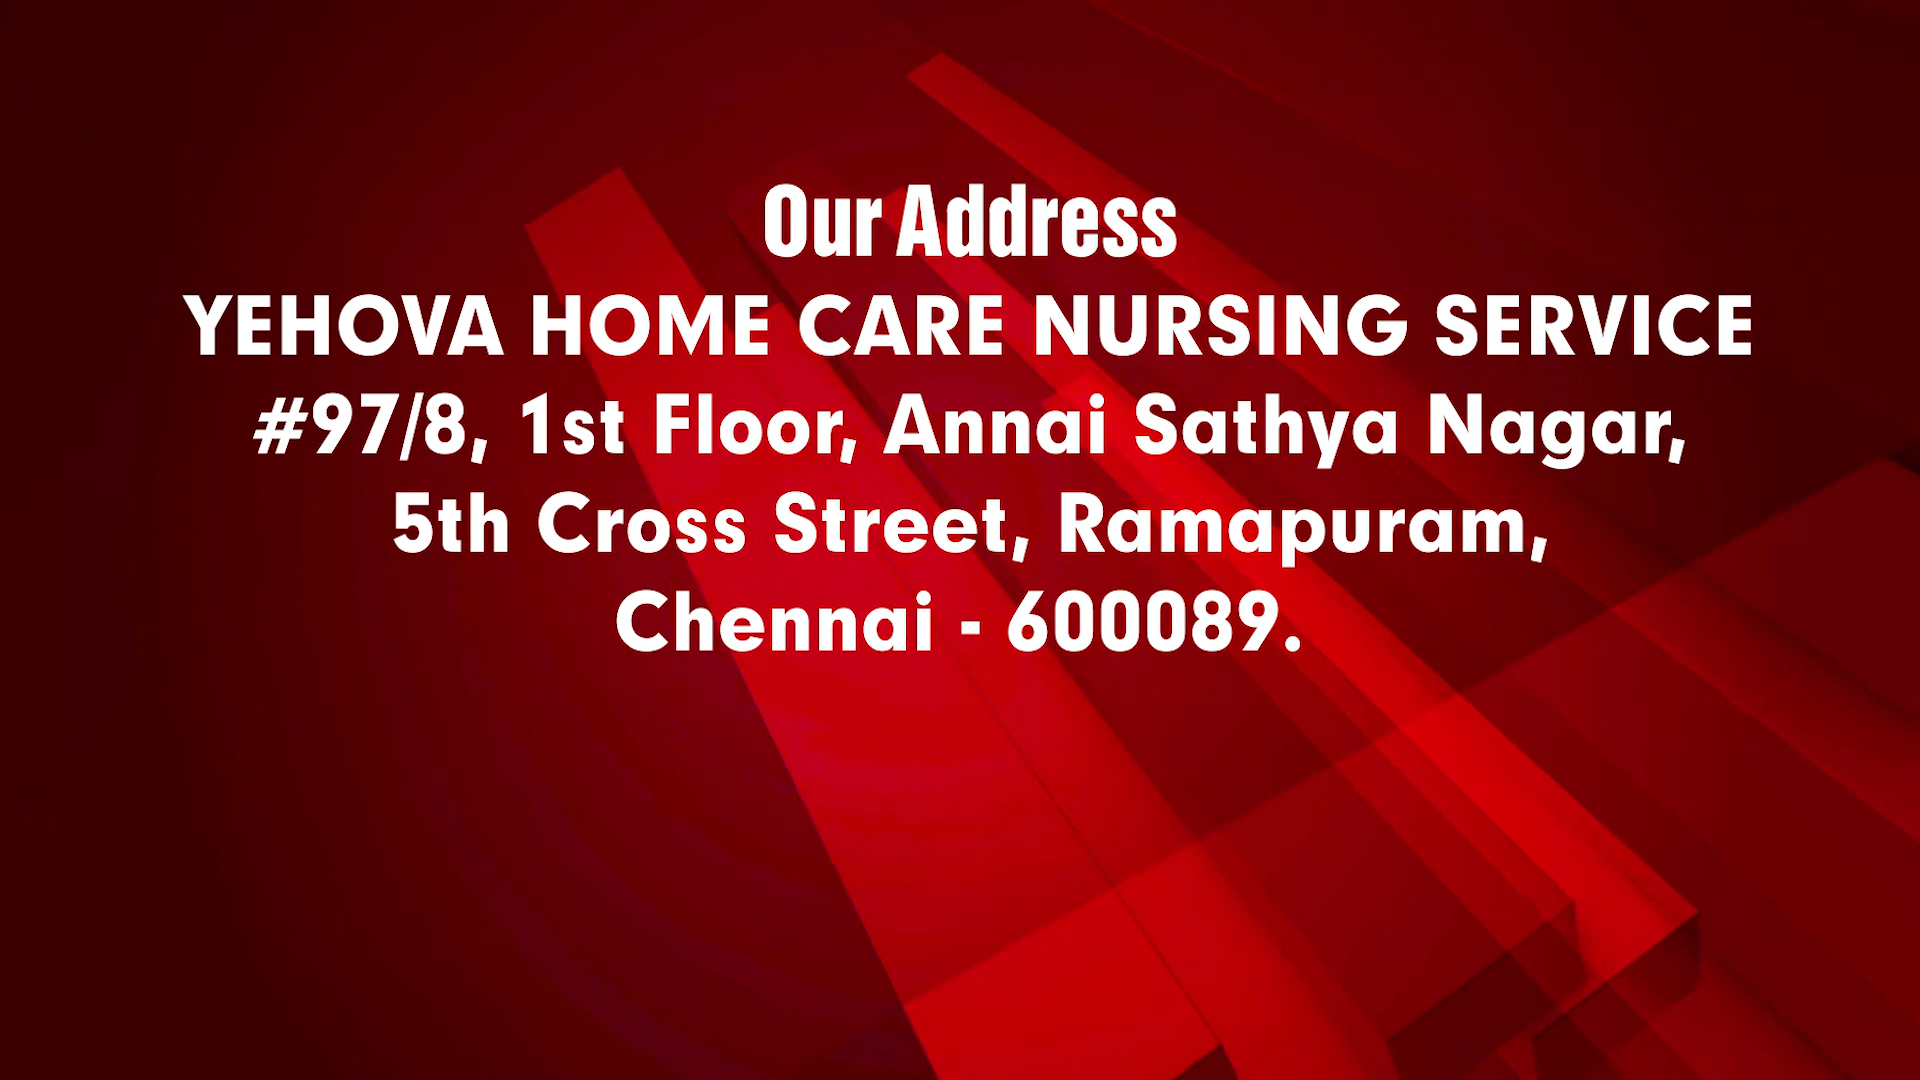 Our Address
YEHOVA HOME CARE NURSING SERVICE
#97/8, 1st Floor, Annai Sathya Nagar,
5th Cross Street, Ramapuram,
Chennai - 600089.